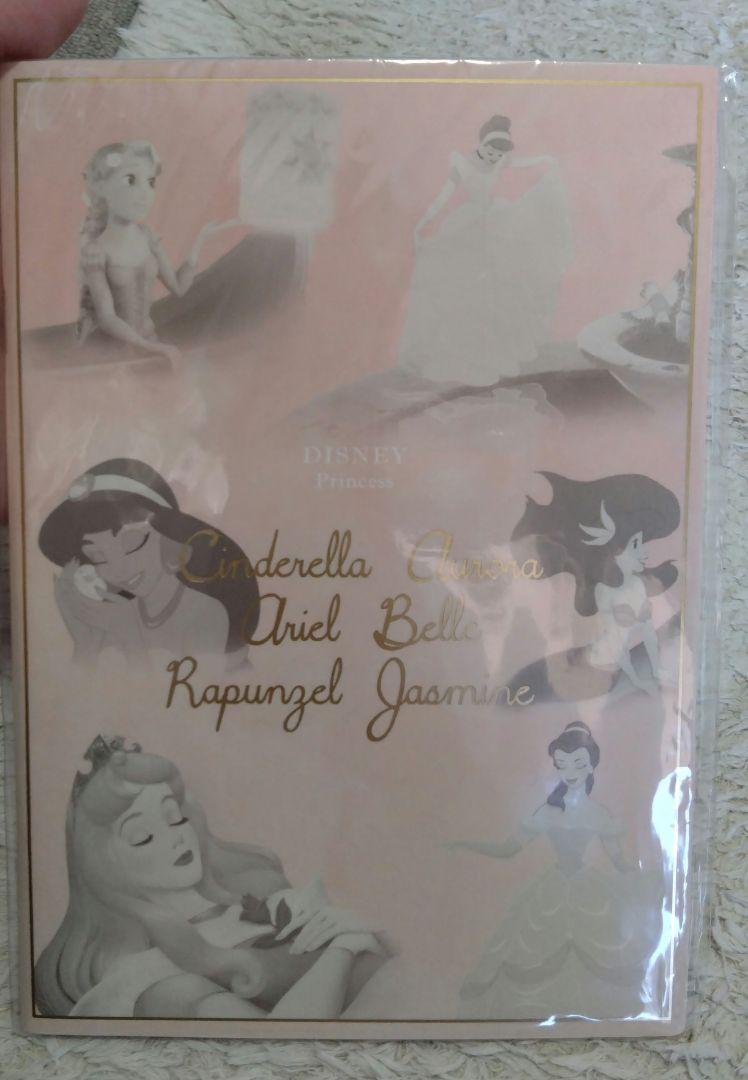 DISNEY
Princess
Cinderella Aurora
Ariel Belle
Rapunzel Jasmine